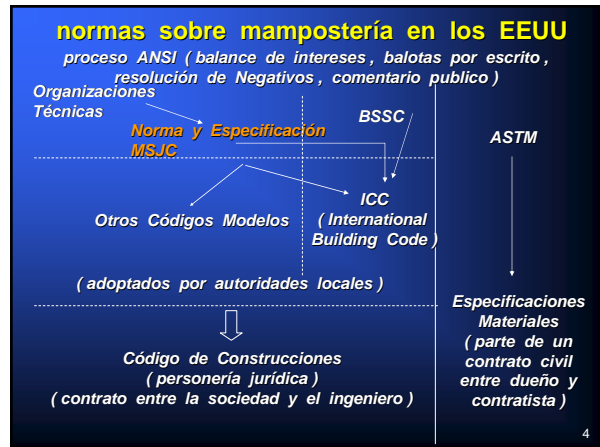 normas sobre mampostería en los EEUU
proceso ANSI ( balance de intereses , balotas por escrito ,
resolución de Negativos , comentario publico )
Organizaciones
Técnicas
Norma y Especificación
MSJC
BSSC
ASTM
Otros Códigos Modelos
ICC
( International
Building Code )
( adoptados por autoridades locales )
Código de Construcciones
( personería jurídica )
( contrato entre la sociedad y el ingeniero )
Especificaciones
Materiales
( parte de un
contrato civil
entre dueño y
contratista )
4